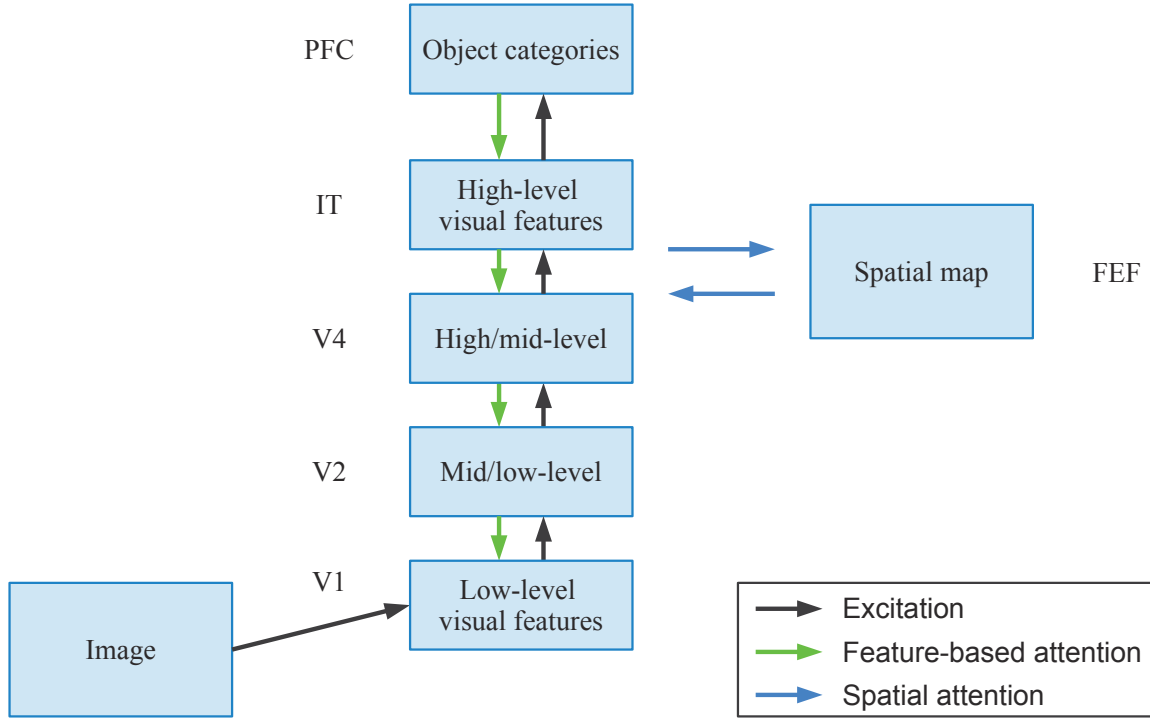 PFC
Object categories
IT
High-level
visual features
Spatial map
FEF
V4
High/mid-level
V2
Mid/low-level
V1
Low-level
visual features
Image
Excitation
Feature-based attention
Spatial attention